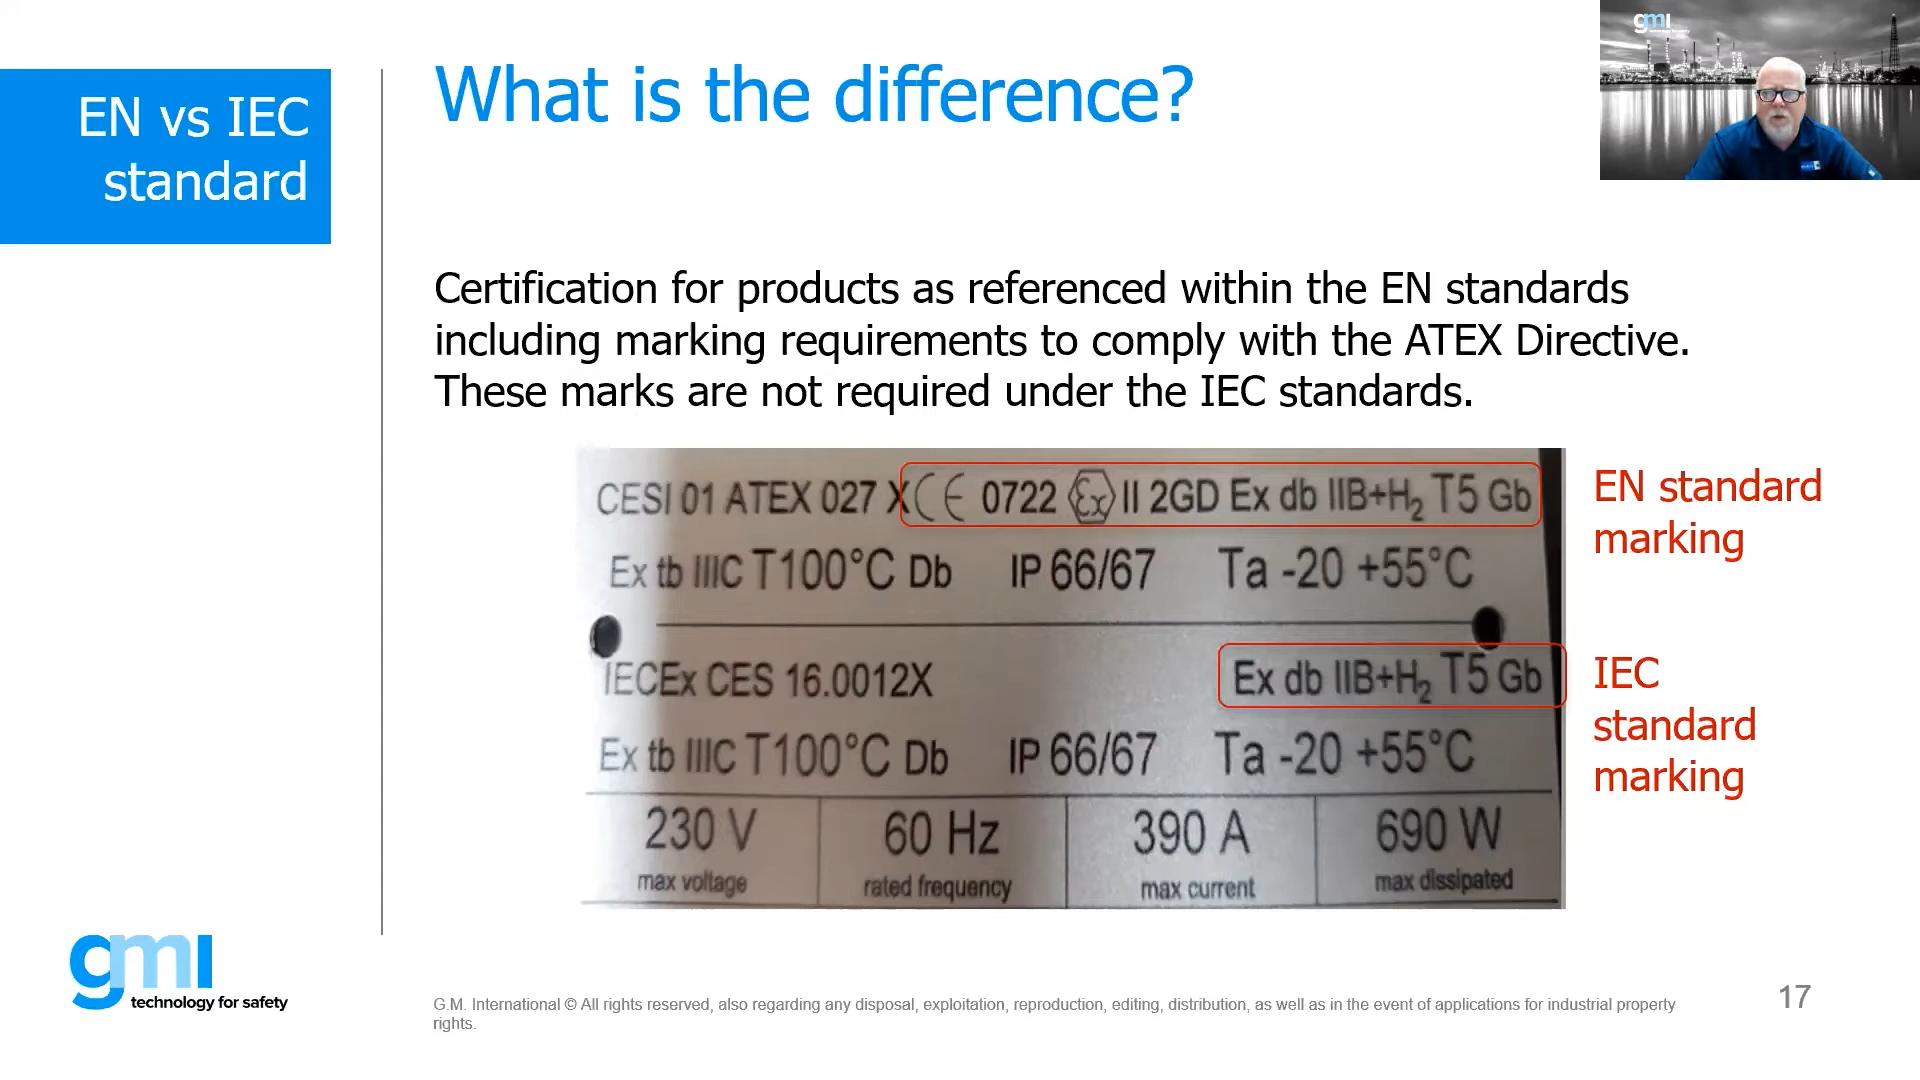 EN vs IEC
standard
What is the difference?
gmi
Certification for products as referenced within the EN standards
including marking requirements to comply with the ATEX Directive.
These marks are not required under the IEC standards.
CESI 01 ATEX 027 X CE 0722 Ex II 2GD Ex db IIB+H₂ T5 Gb
Ex tb IIIC T100°C Db IP 66/67 Ta -20 +55°C
IECEx CES 16.0012X Ex db IIB+H₂ T5 Gb
Ex tb IIIC T100°C Db IP 66/67 Ta -20 +55°C
230 V 60 Hz 390 A 690 W
max voltage rated frequency max current max dissipated
EN standard
marking
IEC
standard
marking
gmi
technology for safety
G.M. International © All rights reserved, also regarding any disposal, exploitation, reproduction, editing, distribution, as well as in the event of applications for industrial property
rights.
17